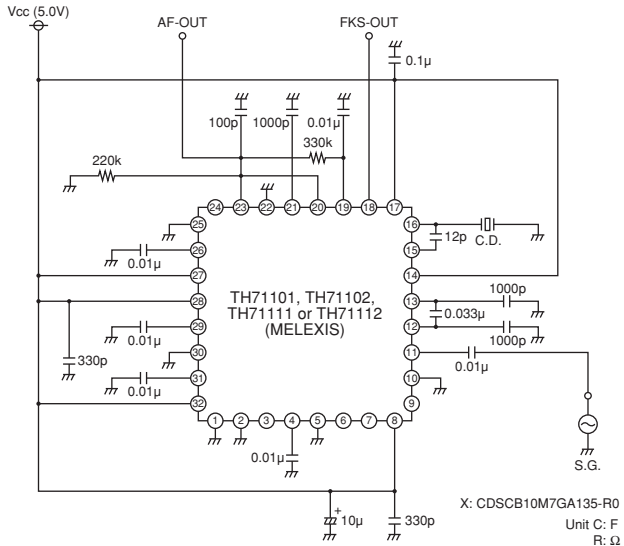 Vcc (5.0V)
AF-OUT
FKS-OUT
0.1µ
100p
1000p
0.01µ
330k
220k
24
23
22
21
20
19
18
17
25
16
12p
C.D.
26
15
0.01µ
27
14
TH71101, TH71102,
TH71111 or TH71112
(MELEXIS)
28
13
1000p
0.033µ
29
12
0.01µ
1000p
330p
30
11
0.01µ
31
10
0.01µ
32
9
1
2
3
4
5
6
7
8
0.01µ
S.G.
+
10µ
330p
X: CDSCB10M7GA135-R0
Unit C: F
R: Ω